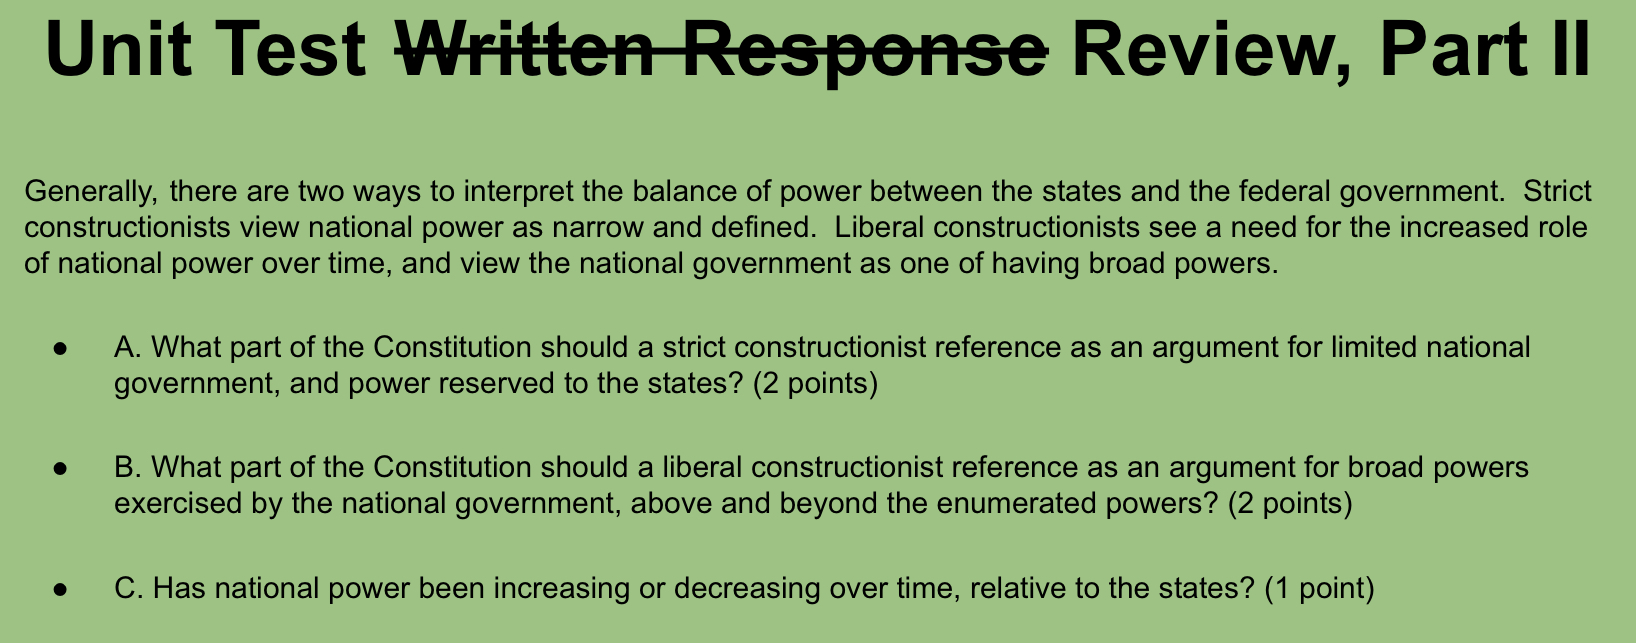 Unit Test Written Response Review, Part II
Generally, there are two ways to interpret the balance of power between the states and the federal government.  Strict
constructionists view national power as narrow and defined.  Liberal constructionists see a need for the increased role
of national power over time, and view the national government as one of having broad powers.
● A. What part of the Constitution should a strict constructionist reference as an argument for limited national
government, and power reserved to the states? (2 points)
● B. What part of the Constitution should a liberal constructionist reference as an argument for broad powers
exercised by the national government, above and beyond the enumerated powers? (2 points)
● C. Has national power been increasing or decreasing over time, relative to the states? (1 point)